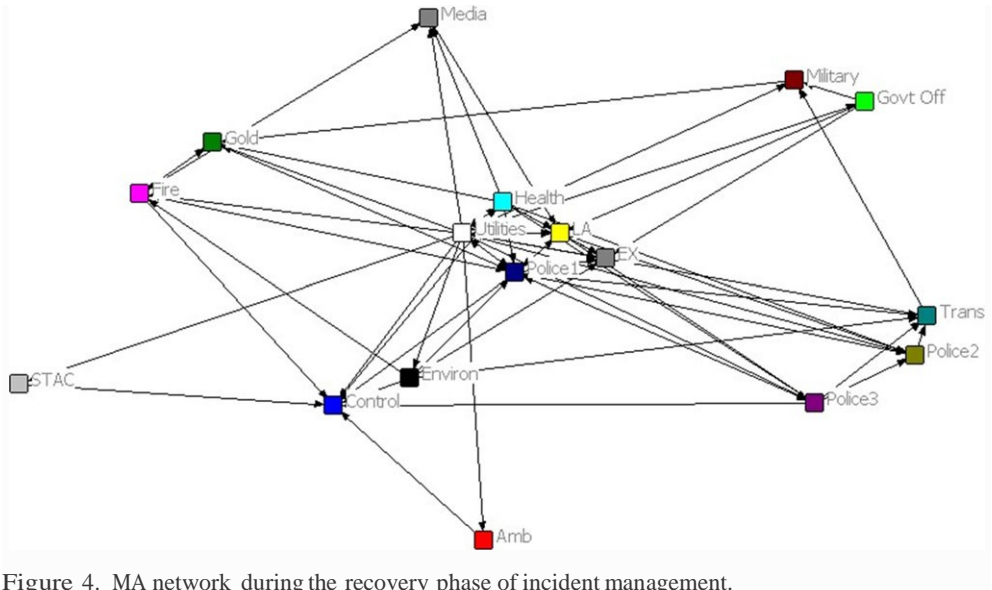 Media
Military
Govt Off
Gold
Fire
Health
Utilities
LA
EX
Police1
Trans
Police2
Environ
STAC
Control
Police3
Amb
Figure 4. MA network during the recovery phase of incident management.